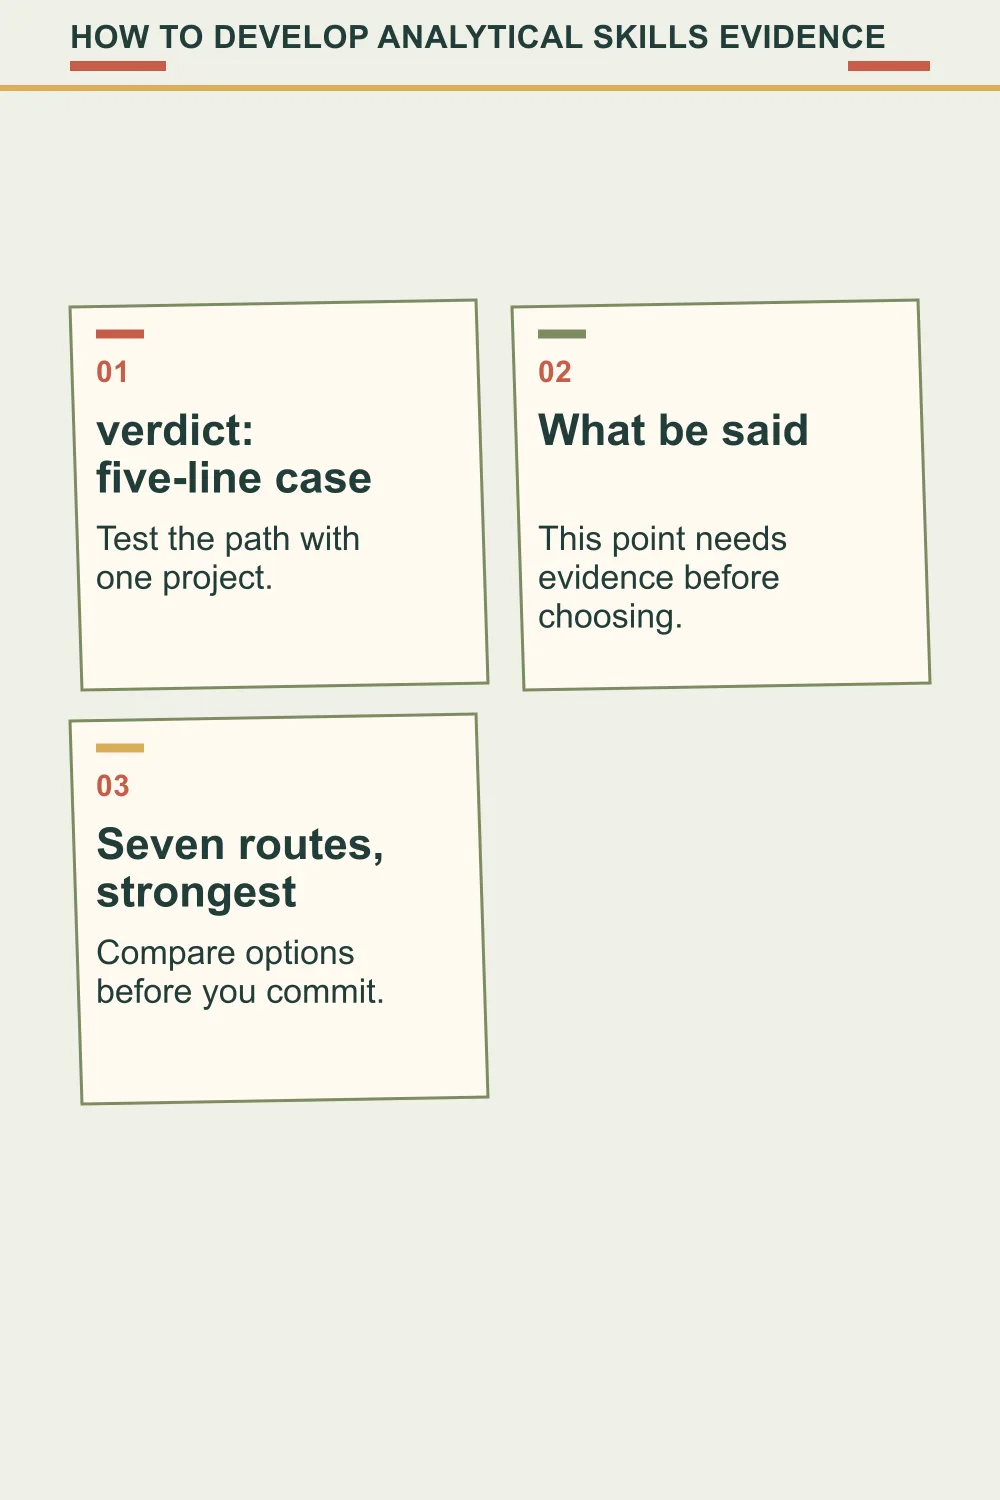 HOW TO DEVELOP ANALYTICAL SKILLS EVIDENCE
01
verdict:
five-line case
Test the path with
one project.
02
What be said
This point needs
evidence before
choosing.
03
Seven routes,
strongest
Compare options
before you commit.